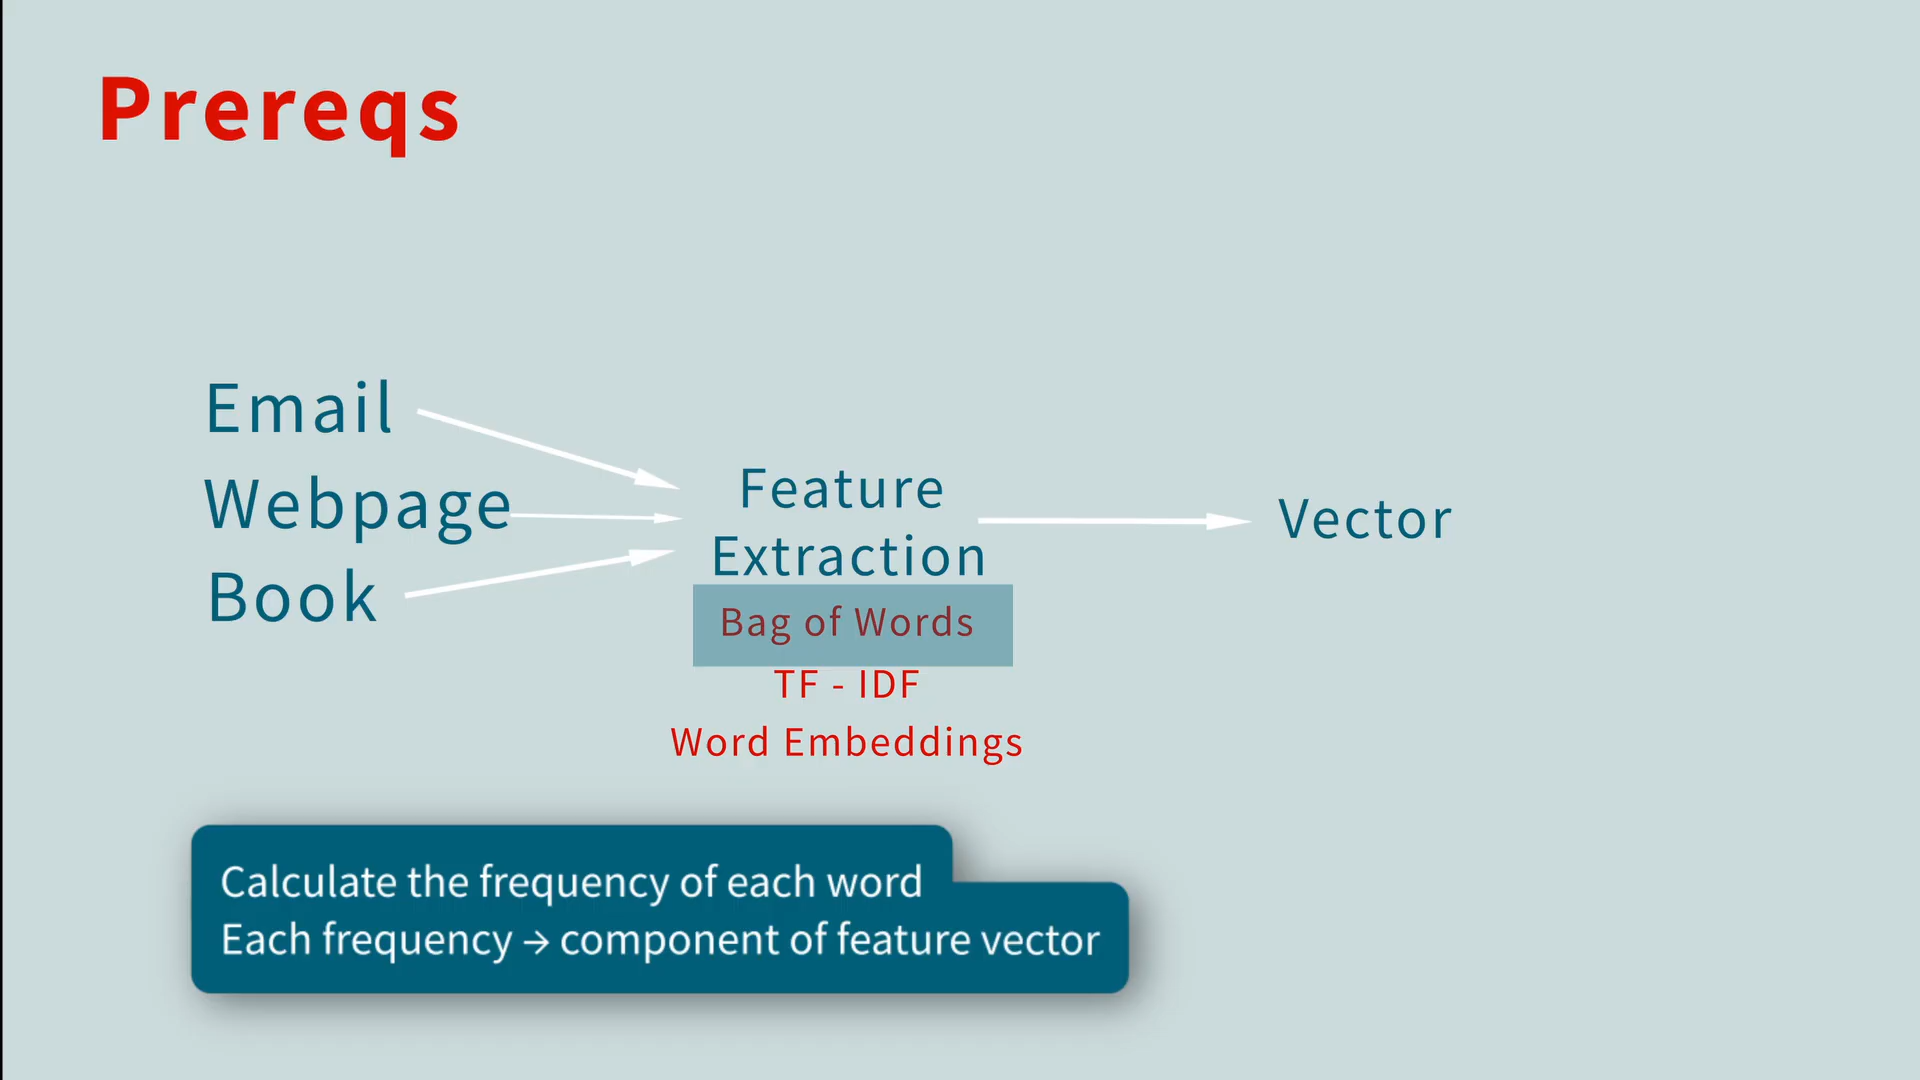 Prereqs
Email
Webpage
Book
Feature
Extraction
Bag of Words
TF - IDF
Word Embeddings
Vector
Calculate the frequency of each word
Each frequency → component of feature vector